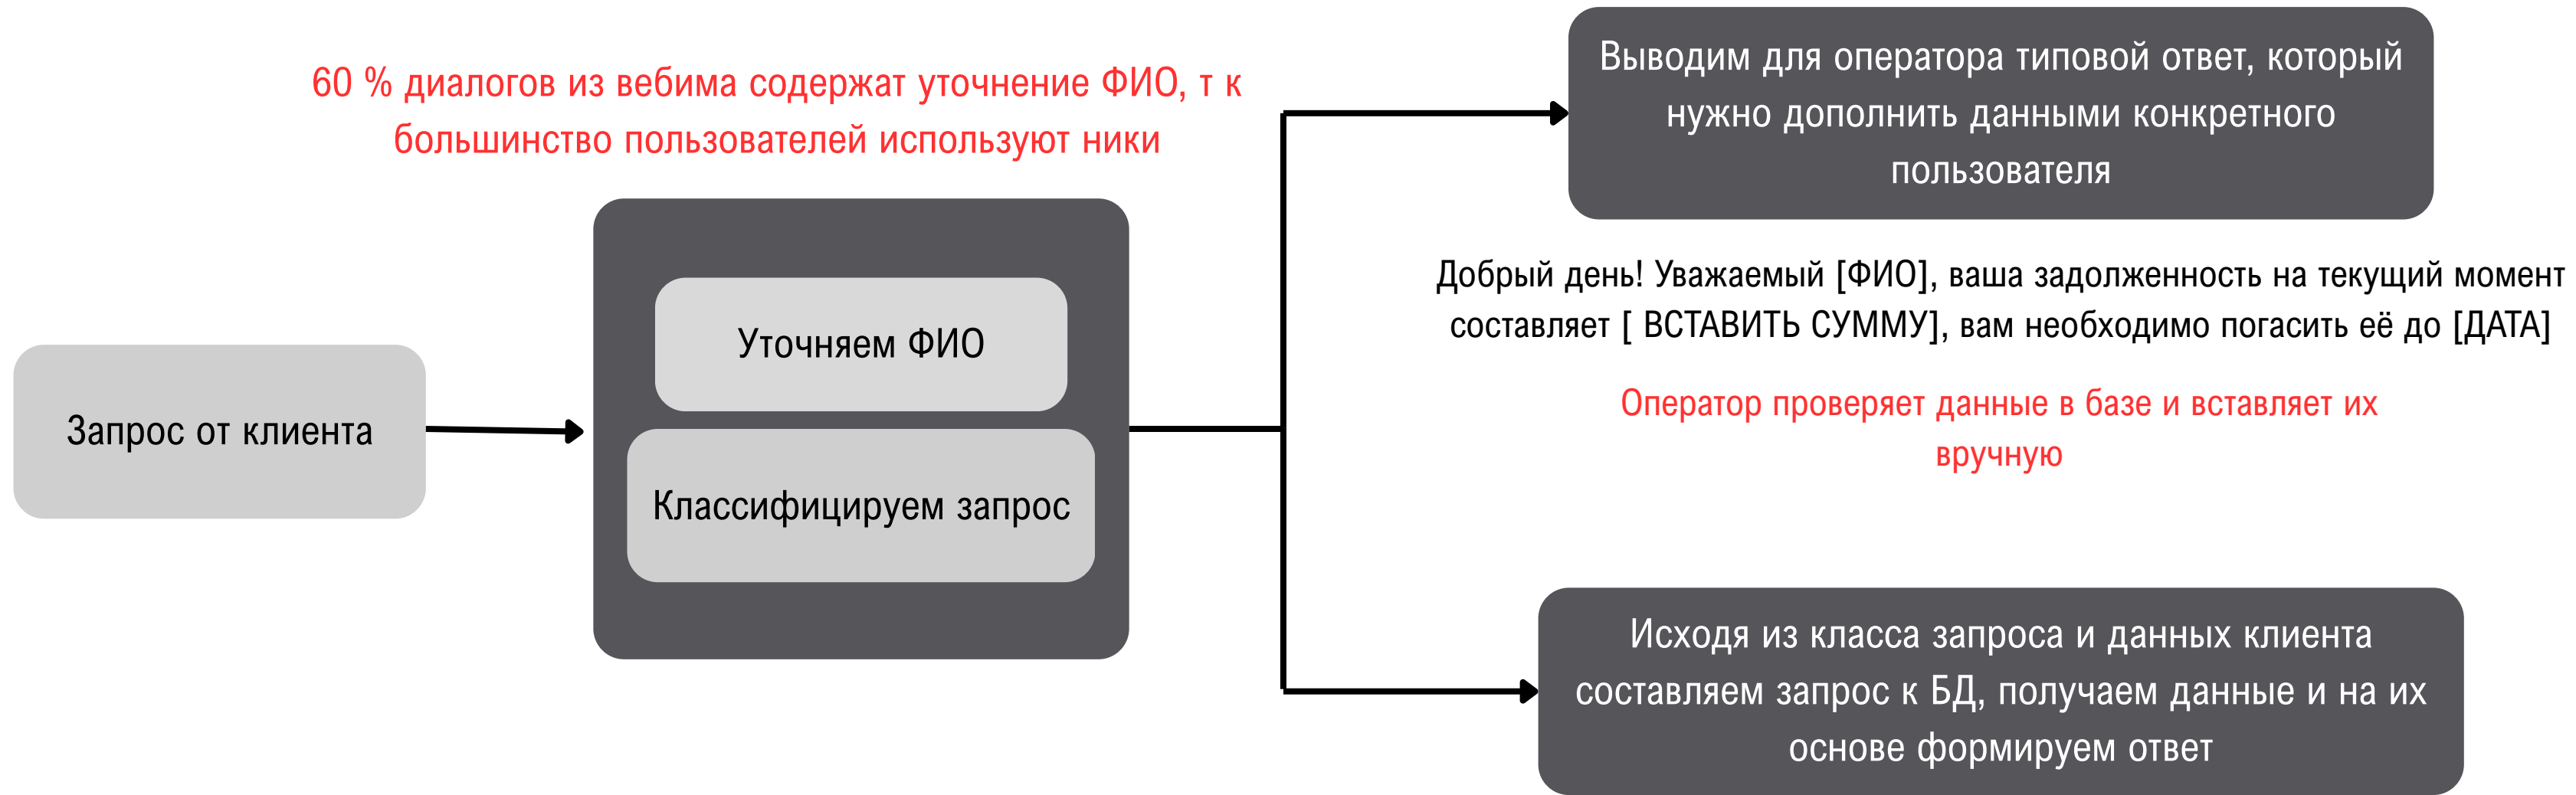 60 % диалогов из вебима содержат уточнение ФИО, т к
большинство пользователей используют ники
Запрос от клиента
Уточняем ФИО
Классифицируем запрос
Выводим для оператора типовой ответ, который
нужно дополнить данными конкретного
пользователя
Добрый день! Уважаемый [ФИО], ваша задолженность на текущий момент
составляет [ ВСТАВИТЬ СУММУ], вам необходимо погасить её до [ДАТА]
Оператор проверяет данные в базе и вставляет их
вручную
Исходя из класса запроса и данных клиента
составляем запрос к БД, получаем данные и на их
основе формируем ответ